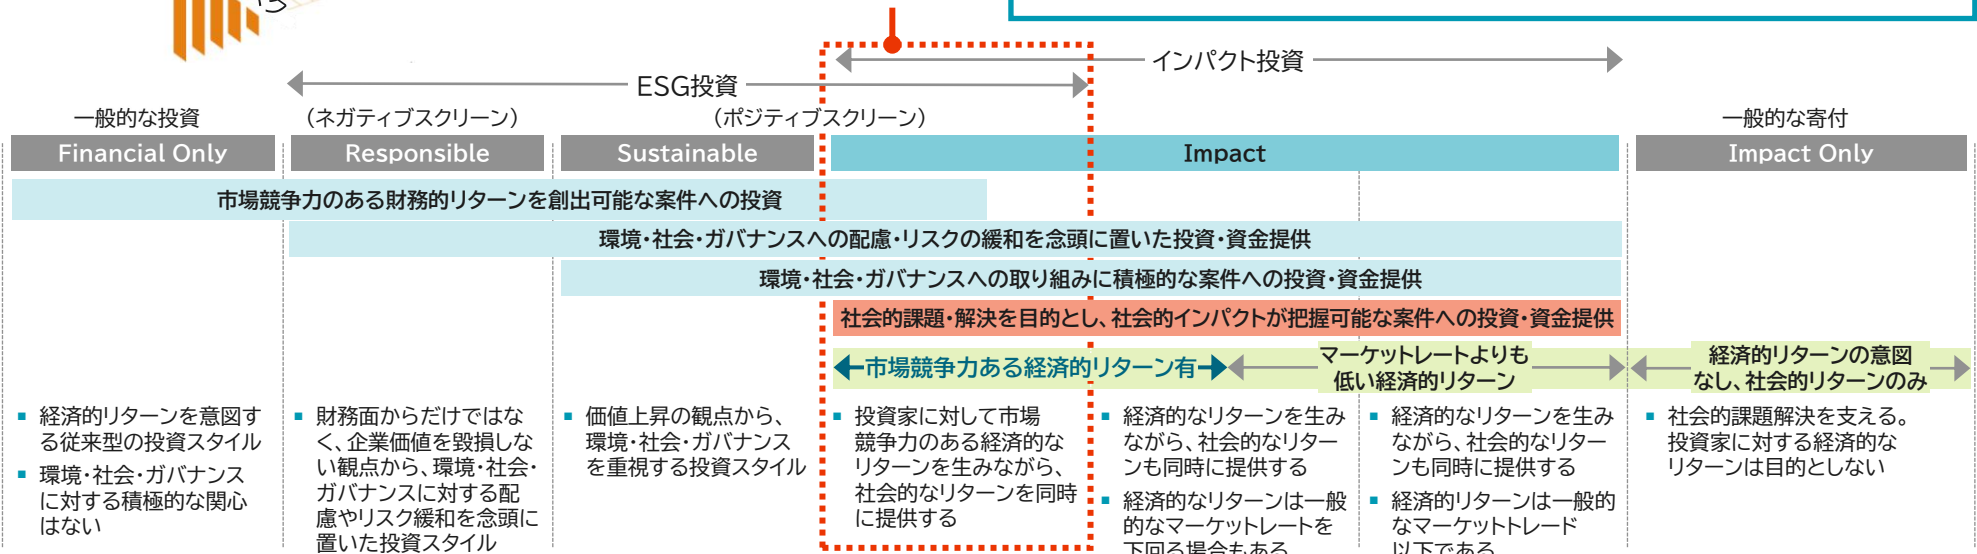 インパクト投資
ESG投資
一般的な投資
（ネガティブスクリーン）
（ポジティブスクリーン）
一般的な寄付
Financial Only
Responsible
Sustainable
Impact
Impact Only
市場競争力のある財務的リターンを創出可能な案件への投資
環境・社会・ガバナンスへの配慮・リスクの緩和を念頭に置いた投資・資金提供
環境・社会・ガバナンスへの取り組みに積極的な案件への投資・資金提供
社会的課題・解決を目的とし、社会的インパクトが把握可能な案件への投資・資金提供
市場競争力ある経済的リターン有
マーケットレートよりも
低い経済的リターン
経済的リターンの意図
なし、社会的リターンのみ
▪ 経済的リターンを意図す
る従来型の投資スタイル
▪ 環境・社会・ガバナンス
に対する積極的な関心
はない
▪ 財務面からだけではな
く、企業価値を毀損しな
い観点から、環境・社会・
ガバナンスに対する配
慮やリスク緩和を念頭に
置いた投資スタイル
▪ 価値上昇の観点から、
環境・社会・ガバナンス
を重視する投資スタイル
▪ 投資家に対して市場
競争力のある経済的な
リターンを生みながら、
社会的なリターンを同時
に提供する
▪ 経済的なリターンを生み
ながら、社会的なリター
ンも同時に提供する
▪ 経済的なリターンは一般
的なマーケットレートを
下回る場合もある
▪ 経済的なリターンを生み
ながら、社会的なリター
ンも同時に提供する
▪ 経済的リターンは一般的
なマーケットトレード
以下である
▪ 社会的課題解決を支える。
投資家に対する経済的な
リターンは目的としない